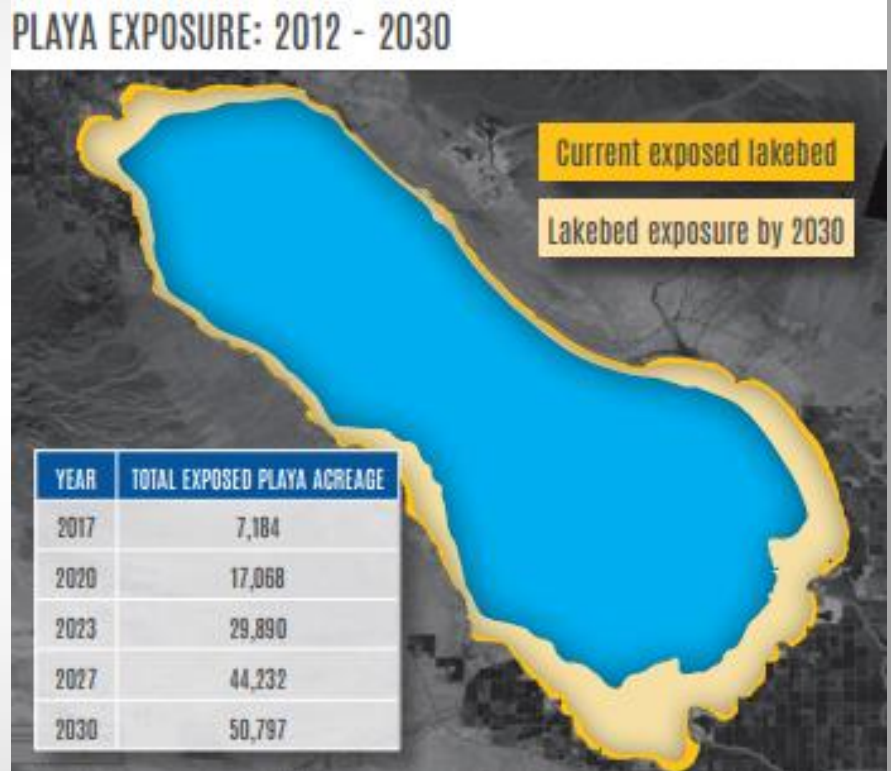 PLAYA EXPOSURE: 2012 - 2030
Current exposed lakebed
Lakebed exposure by 2030
YEAR TOTAL EXPOSED PLAYA ACREAGE
2017 7,184
2020 17,068
2023 29,890
2027 44,232
2030 50,797